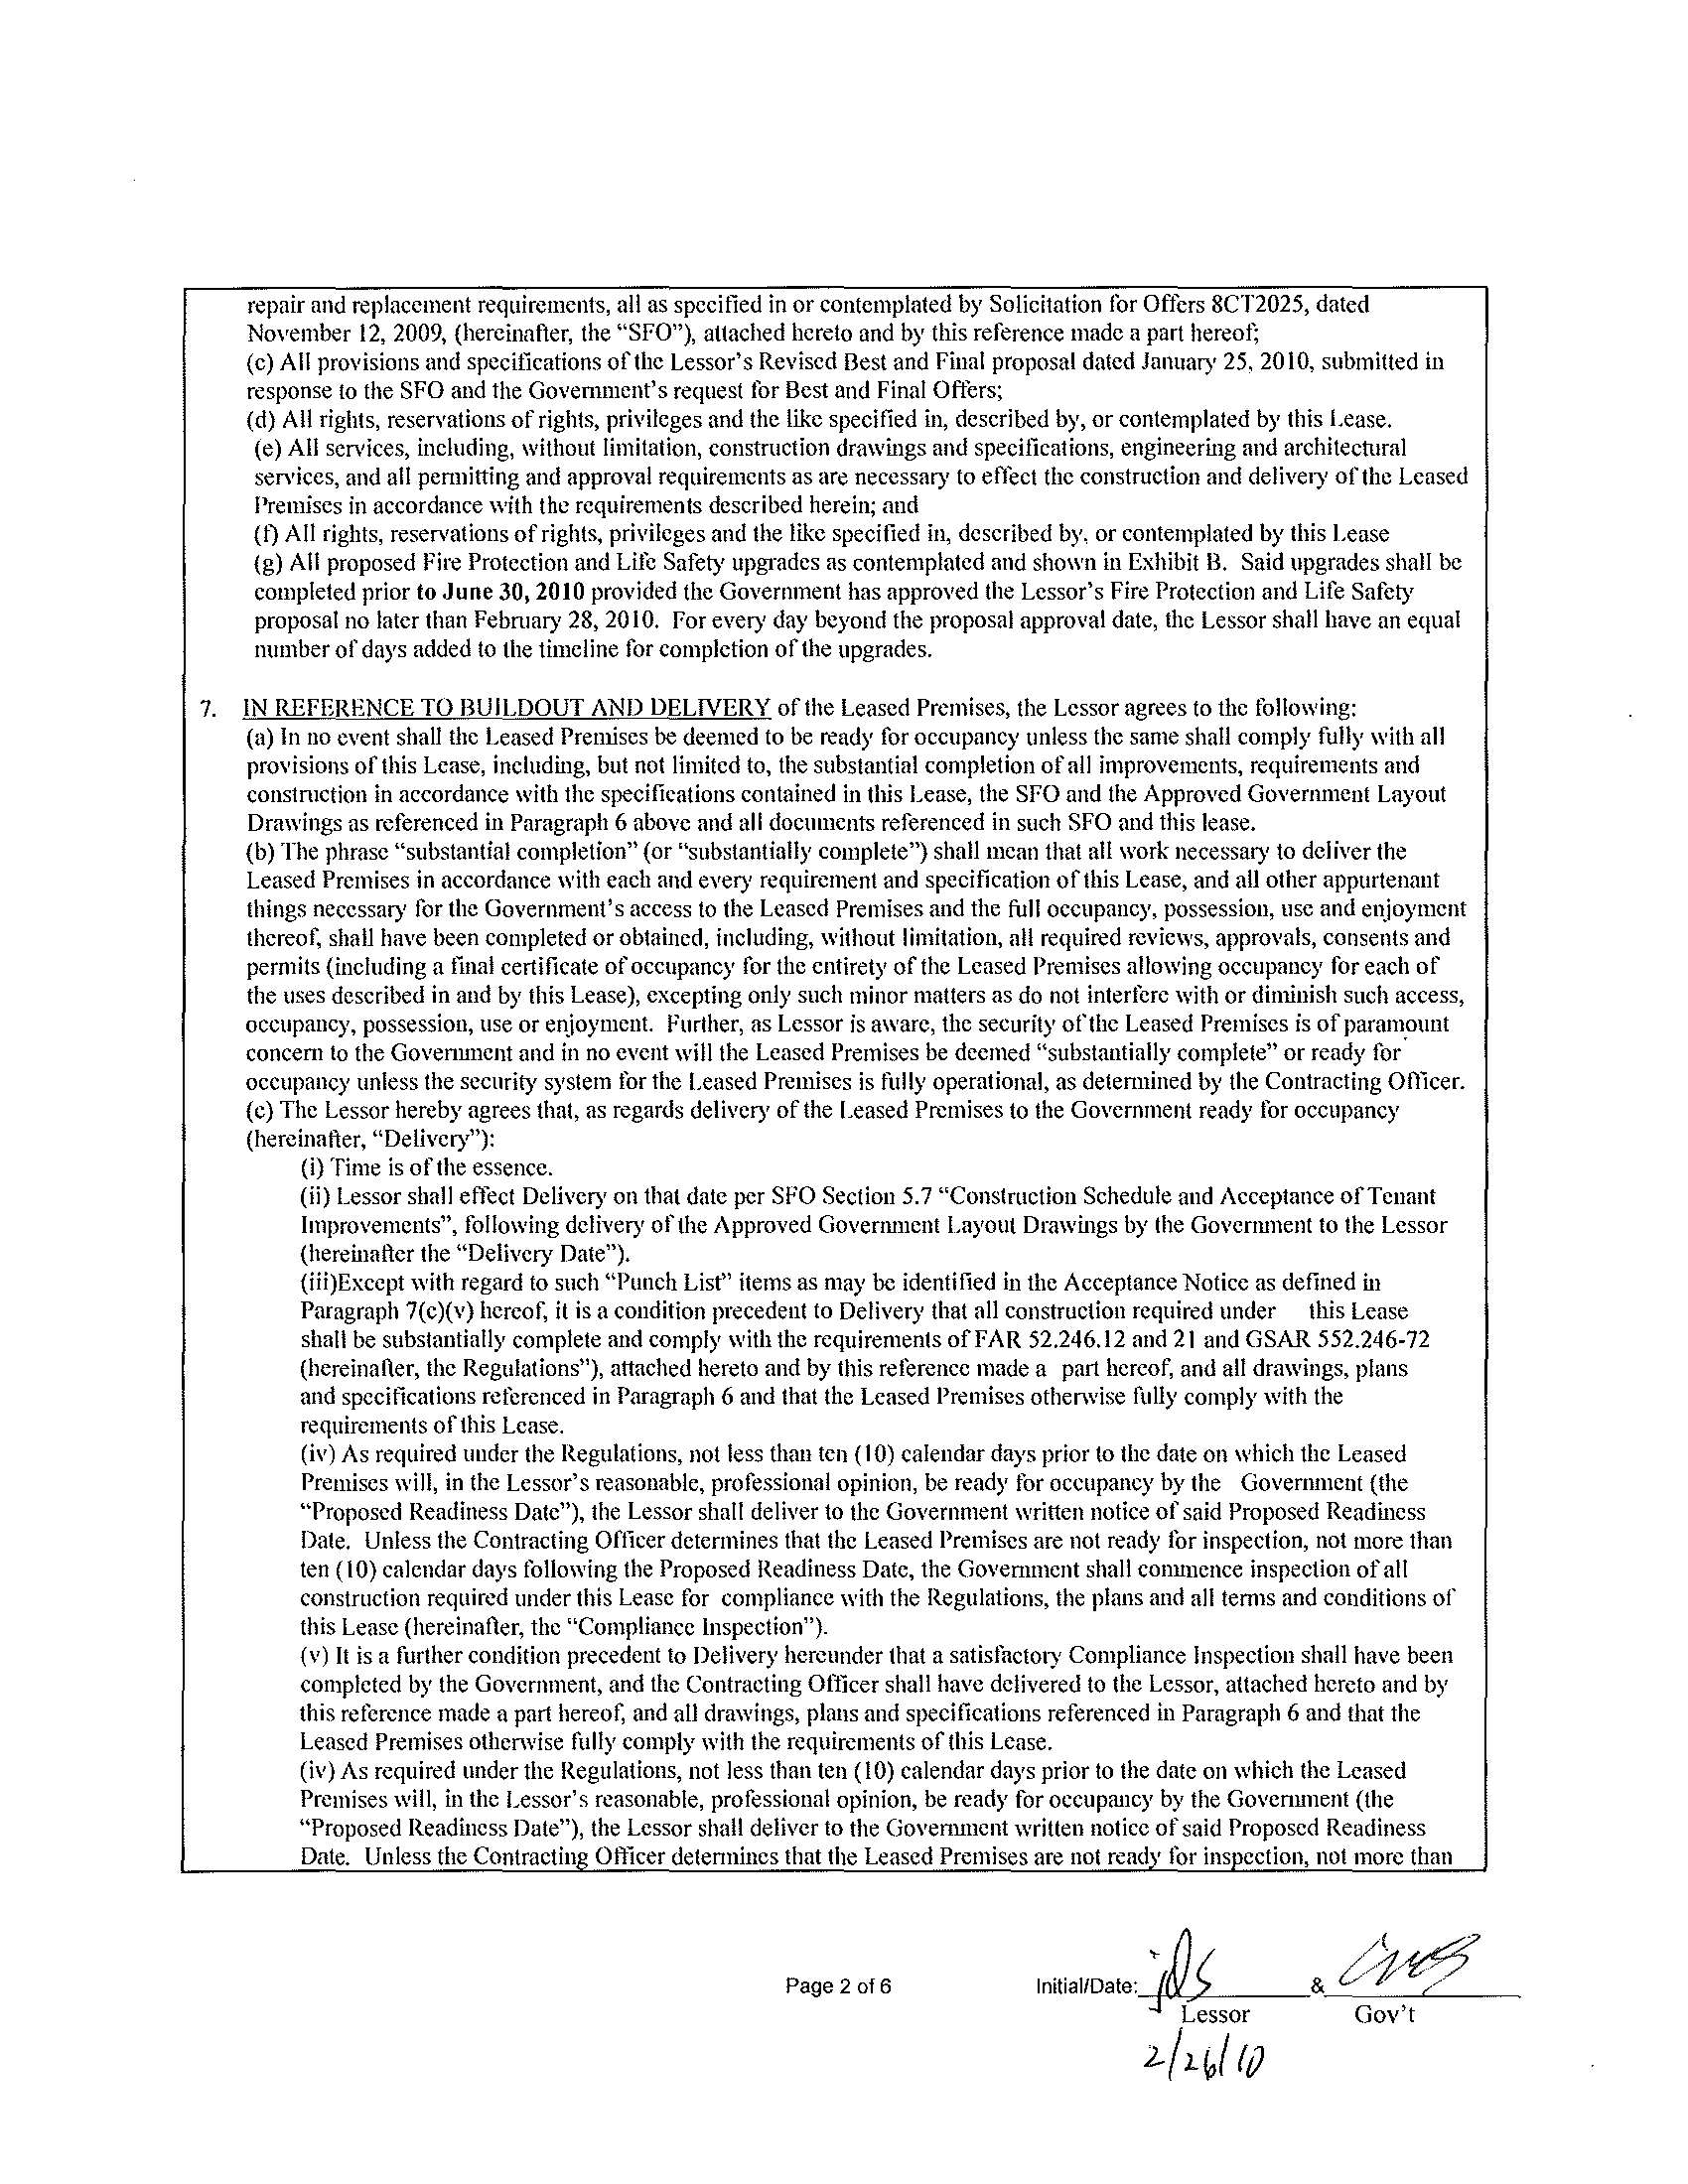 repair and replacement requirements, all as specified in or contemplated by Solicitation for Offers 8CT2025, dated
November 12, 2009, (hereinafter, the “SFO”), attached hereto and by this reference made a part hereof;
(c) All provisions and specifications of the Lessor’s Revised Best and Final proposal dated January 25, 2010, submitted in
response to the SFO and the Government’s request for Best and Final Offers;
(d) All rights, reservations of rights, privileges and the like specified in, described by, or contemplated by this Lease.
(e) All services, including, without limitation, construction drawings and specifications, engineering and architectural
services, and all permitting and approval requirements as are necessary to effect the construction and delivery of the Leased
Premises in accordance with the requirements described herein; and
(f) All rights, reservations of rights, privileges and the like specified in, described by, or contemplated by this Lease
(g) All proposed Fire Protection and Life Safety upgrades as contemplated and shown in Exhibit B. Said upgrades shall be
completed prior to June 30, 2010 provided the Government has approved the Lessor’s Fire Protection and Life Safety
proposal no later than February 28, 2010. For every day beyond the proposal approval date, the Lessor shall have an equal
number of days added to the timeline for completion of the upgrades.
7. IN REFERENCE TO BUILDOUT AND DELIVERY of the Leased Premises, the Lessor agrees to the following:
(a) In no event shall the Leased Premises be deemed to be ready for occupancy unless the same shall comply fully with all
provisions of this Lease, including, but not limited to, the substantial completion of all improvements, requirements and
construction in accordance with the specifications contained in this Lease, the SFO and the Approved Government Layout
Drawings as referenced in Paragraph 6 above and all documents referenced in such SFO and this lease.
(b) The phrase “substantial completion” (or “substantially complete”) shall mean that all work necessary to deliver the
Leased Premises in accordance with each and every requirement and specification of this Lease, and all other appurtenant
things necessary for the Government’s access to the Leased Premises and the full occupancy, possession, use and enjoyment
thereof, shall have been completed or obtained, including, without limitation, all required reviews, approvals, consents and
permits (including a final certificate of occupancy for the entirety of the Leased Premises allowing occupancy for each of
the uses described in and by this Lease), excepting only such minor matters as do not interfere with or diminish such access,
occupancy, possession, use or enjoyment. Further, as Lessor is aware, the security of the Leased Premises is of paramount
concern to the Government and in no event will the Leased Premises be deemed “substantially complete” or ready for
occupancy unless the security system for the Leased Premises is fully operational, as determined by the Contracting Officer.
(c) The Lessor hereby agrees that, as regards delivery of the Leased Premises to the Government ready for occupancy
(hereinafter, “Delivery”):
(i) Time is of the essence.
(ii) Lessor shall effect Delivery on that date per SFO Section 5.7 “Construction Schedule and Acceptance of Tenant
Improvements”, following delivery of the Approved Government Layout Drawings by the Government to the Lessor
(hereinafter the “Delivery Date”).
(iii)Except with regard to such “Punch List” items as may be identified in the Acceptance Notice as defined in
Paragraph 7(c)(v) hereof, it is a condition precedent to Delivery that all construction required under this Lease
shall be substantially complete and comply with the requirements of FAR 52.246.12 and 21 and GSAR 552.246-72
(hereinafter, the Regulations”), attached hereto and by this reference made a part hereof, and all drawings, plans
and specifications referenced in Paragraph 6 and that the Leased Premises otherwise fully comply with the
requirements of this Lease.
(iv) As required under the Regulations, not less than ten (10) calendar days prior to the date on which the Leased
Premises will, in the Lessor’s reasonable, professional opinion, be ready for occupancy by the Government (the
“Proposed Readiness Date”), the Lessor shall deliver to the Government written notice of said Proposed Readiness
Date. Unless the Contracting Officer determines that the Leased Premises are not ready for inspection, not more than
ten (10) calendar days following the Proposed Readiness Date, the Government shall commence inspection of all
construction required under this Lease for compliance with the Regulations, the plans and all terms and conditions of
this Lease (hereinafter, the “Compliance Inspection”).
(v) It is a further condition precedent to Delivery hereunder that a satisfactory Compliance Inspection shall have been
completed by the Government, and the Contracting Officer shall have delivered to the Lessor, attached hereto and by
this reference made a part hereof, and all drawings, plans and specifications referenced in Paragraph 6 and that the
Leased Premises otherwise fully comply with the requirements of this Lease.
(iv) As required under the Regulations, not less than ten (10) calendar days prior to the date on which the Leased
Premises will, in the Lessor’s reasonable, professional opinion, be ready for occupancy by the Government (the
“Proposed Readiness Date”), the Lessor shall deliver to the Government written notice of said Proposed Readiness
Date. Unless the Contracting Officer determines that the Leased Premises are not ready for inspection, not more than
Page 2 of 6 Initial/Date: jds &
Lessor Gov’t
2/26/10